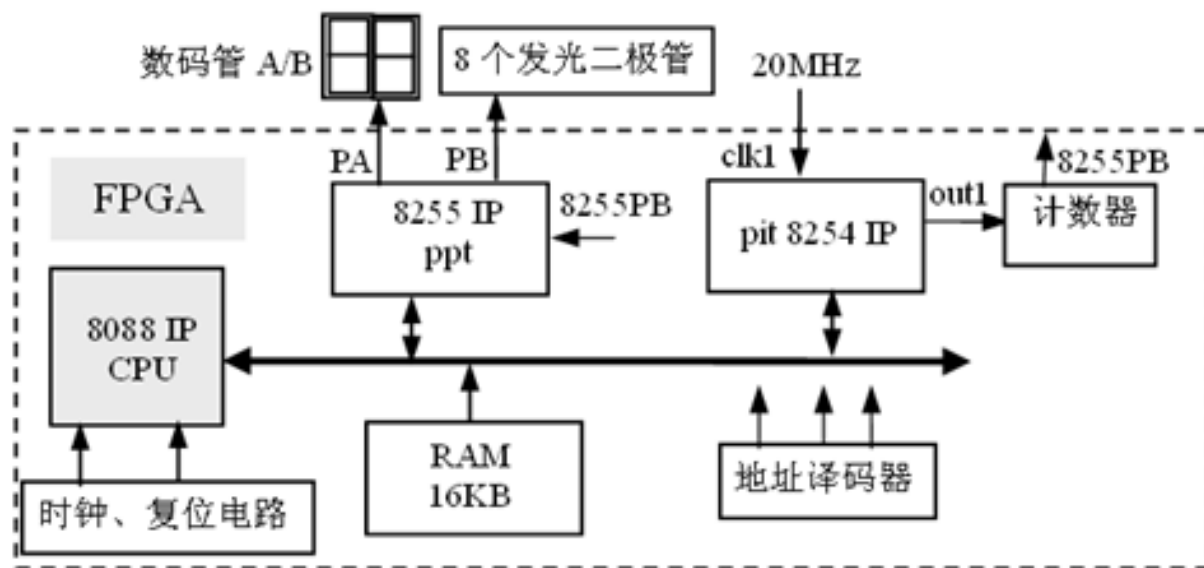 数码管 A/B
8 个发光二极管
20MHz
PA
PB
clk1
8255PB
FPGA
8255 IP
ppt
8255PB
pit 8254 IP
out1
计数器
8088 IP
CPU
RAM
16KB
地址译码器
时钟、复位电路